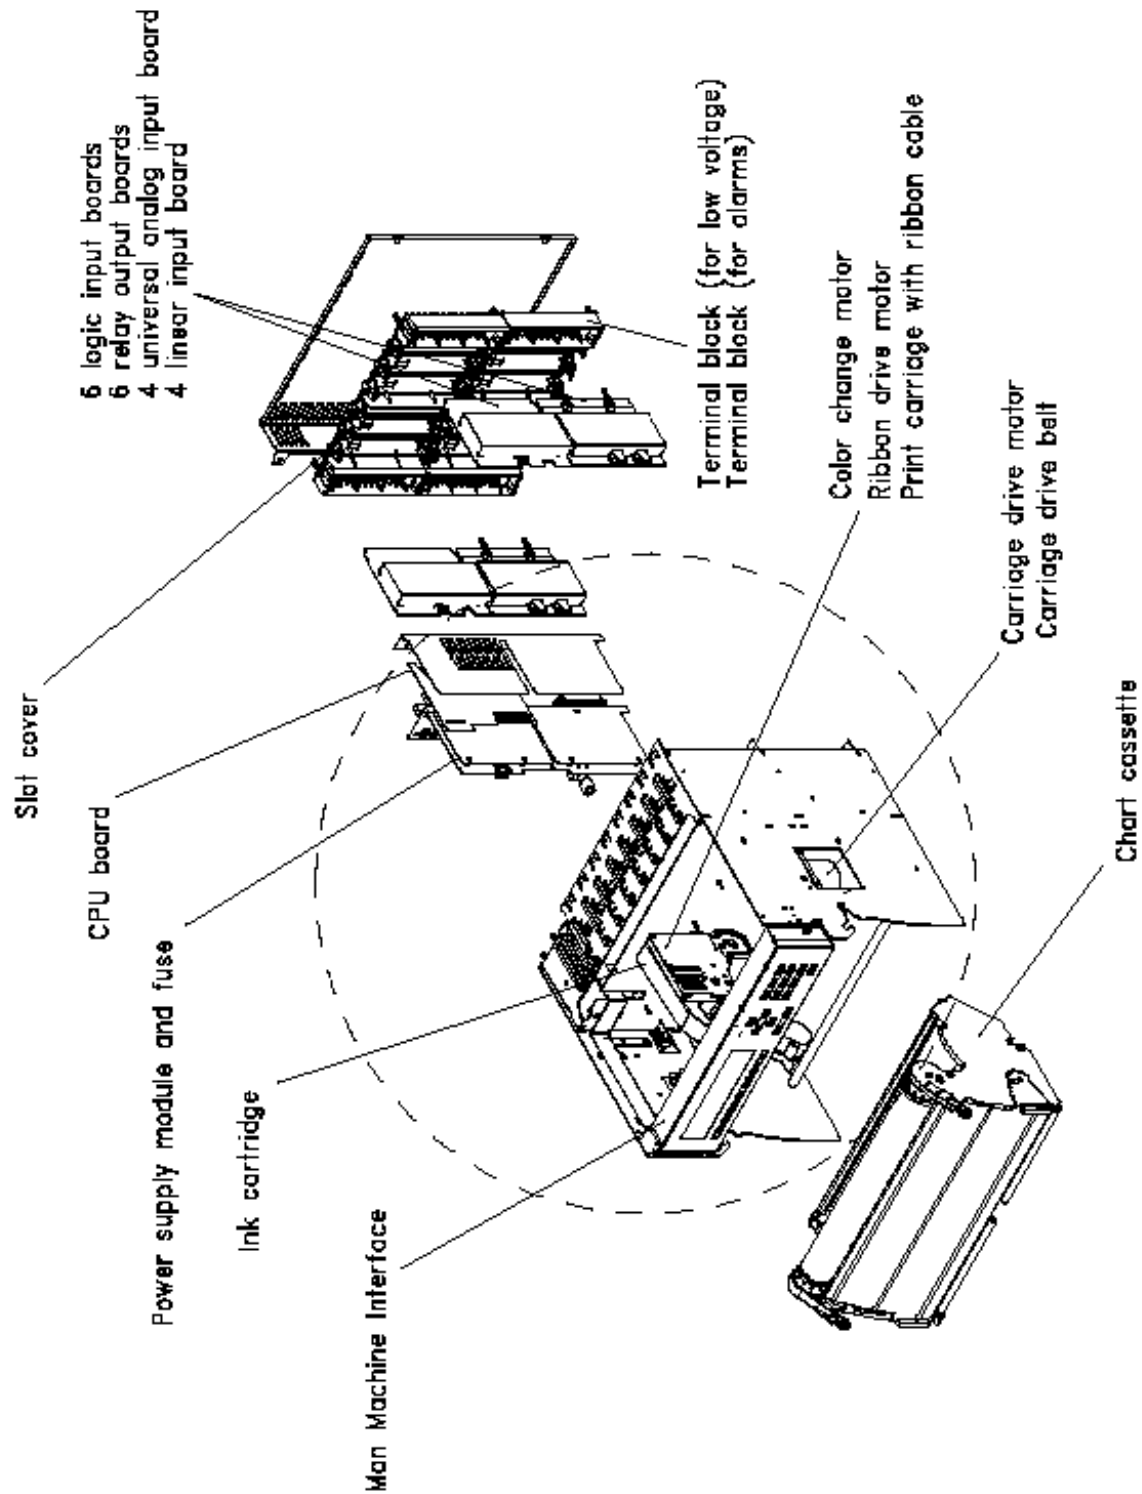 6 logic input boards
6 relay output boards
4 universal analog input board
4 linear input board
Slot cover
CPU board
Power supply module and fuse
Ink cartridge
Man Machine Interface
Terminal block (for low voltage)
Terminal block (for alarms)
Color change motor
Ribbon drive motor
Print carriage with ribbon cable
Carriage drive motor
Carriage drive belt
Chart cassette